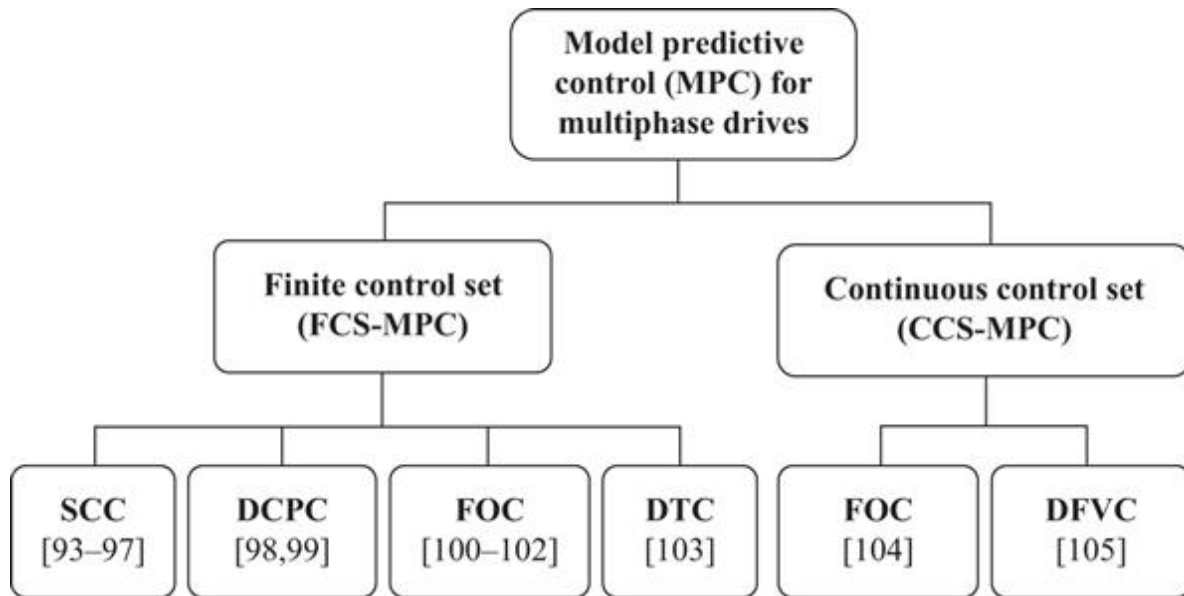 Model predictive
control (MPC) for
multiphase drives
Finite control set
(FCS-MPC)
Continuous control set
(CCS-MPC)
SCC
[93–97]
DCPC
[98,99]
FOC
[100–102]
DTC
[103]
FOC
[104]
DFVC
[105]